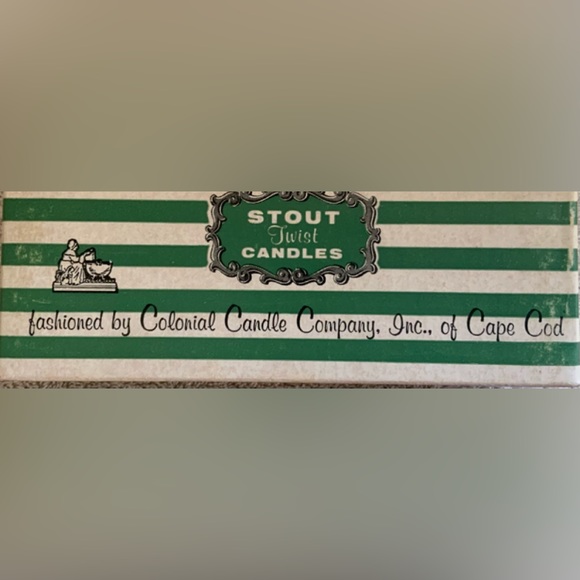 STOUT
Twist
CANDLES
fashioned by Colonial Candle Company, Inc., of Cape Cod